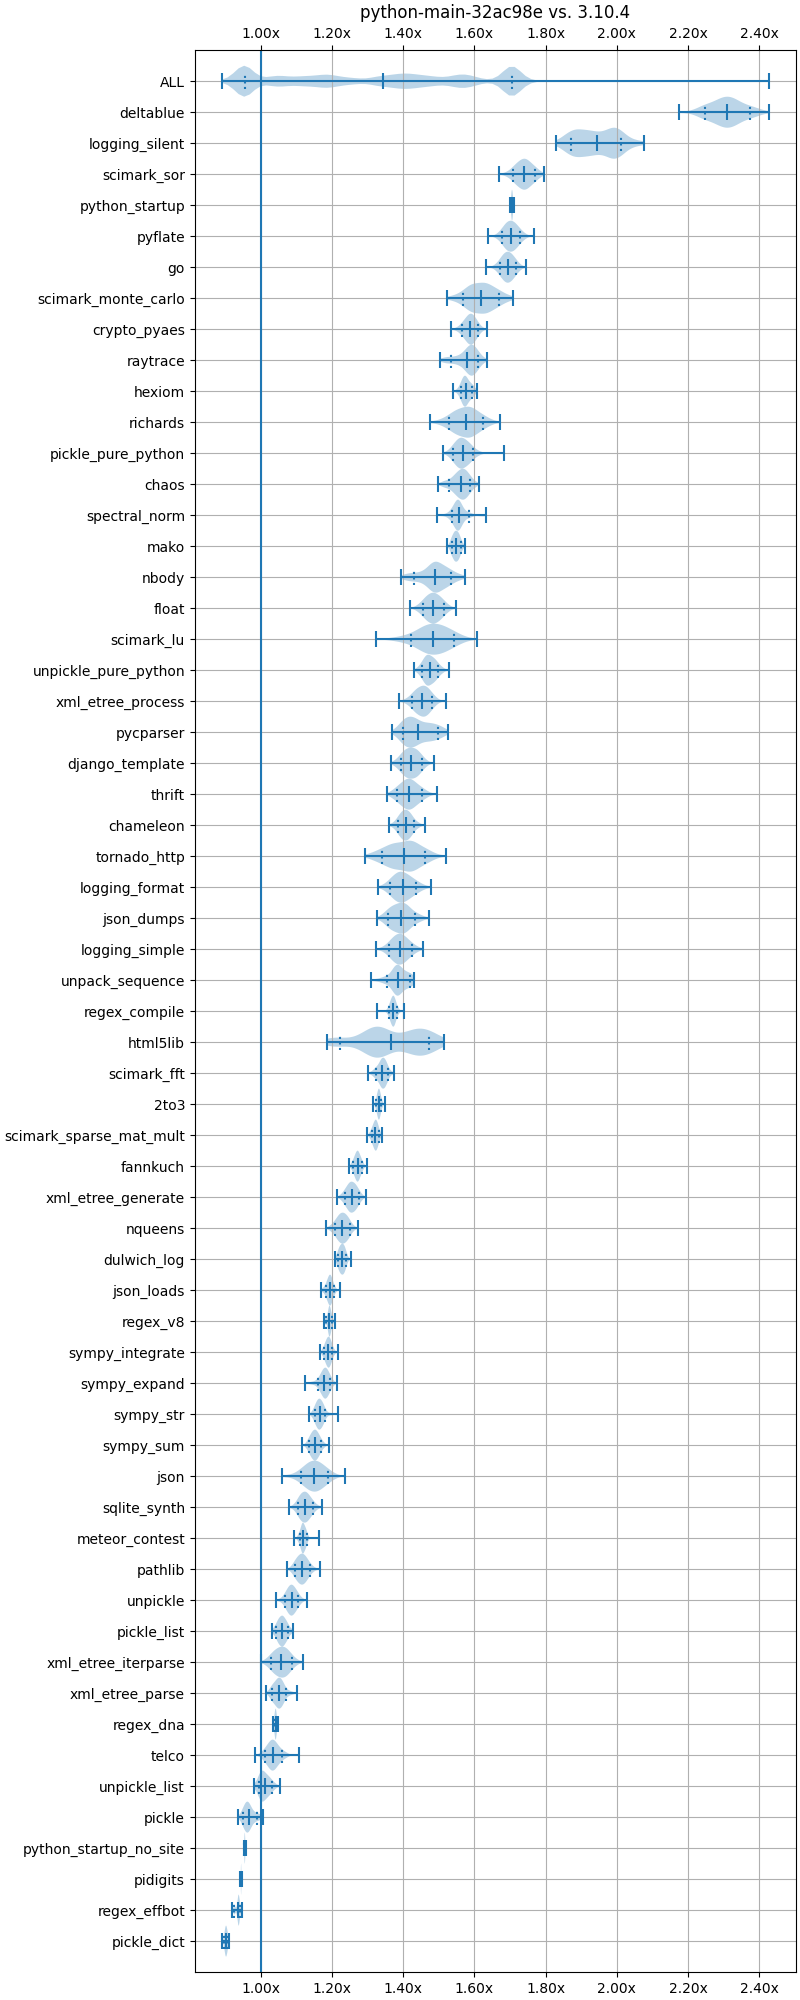 python-main-32ac98e vs. 3.10.4
1.00x 1.20x 1.40x 1.60x 1.80x 2.00x 2.20x 2.40x
ALL
deltablue
logging_silent
scimark_sor
python_startup
pyflate
go
scimark_monte_carlo
crypto_pyaes
raytrace
hexiom
richards
pickle_pure_python
chaos
spectral_norm
mako
nbody
float
scimark_lu
unpickle_pure_python
xml_etree_process
pycparser
django_template
thrift
chameleon
tornado_http
logging_format
json_dumps
logging_simple
unpack_sequence
regex_compile
html5lib
scimark_fft
2to3
scimark_sparse_mat_mult
fannkuch
xml_etree_generate
nqueens
dulwich_log
json_loads
regex_v8
sympy_integrate
sympy_expand
sympy_str
sympy_sum
json
sqlite_synth
meteor_contest
pathlib
unpickle
pickle_list
xml_etree_iterparse
xml_etree_parse
regex_dna
telco
unpickle_list
pickle
python_startup_no_site
pidigits
regex_effbot
pickle_dict
1.00x 1.20x 1.40x 1.60x 1.80x 2.00x 2.20x 2.40x